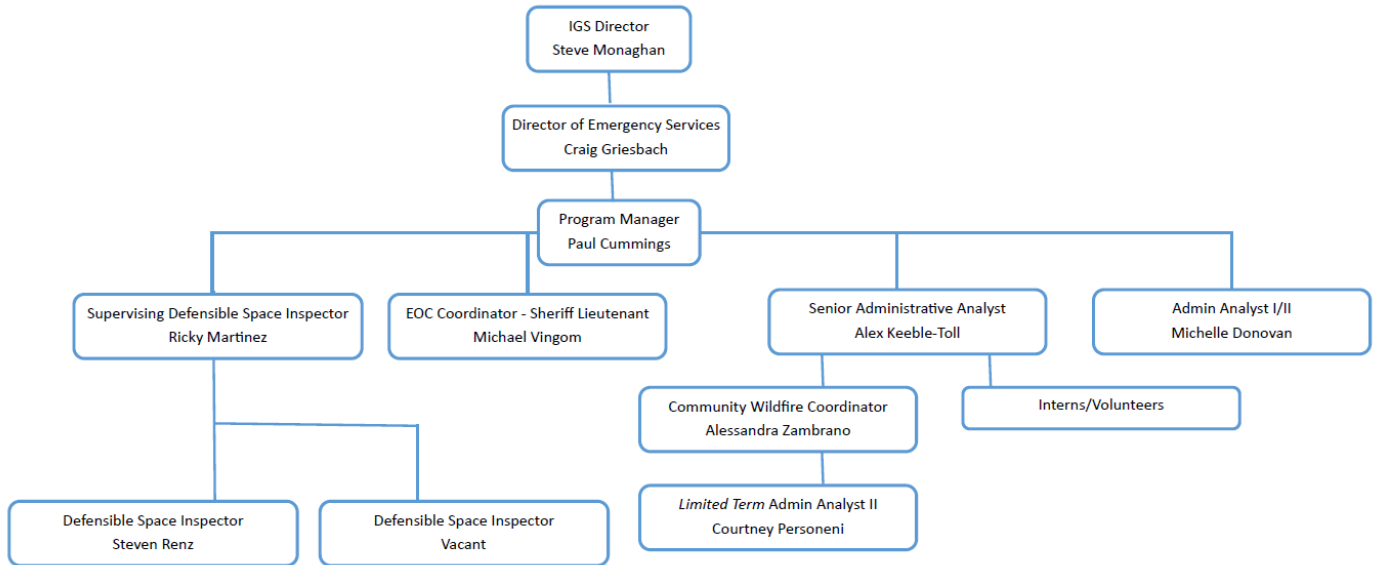 IGS Director
Steve Monaghan
Director of Emergency Services
Craig Griesbach
Program Manager
Paul Cummings
Supervising Defensible Space Inspector
Ricky Martinez
EOC Coordinator - Sheriff Lieutenant
Michael Vingom
Senior Administrative Analyst
Alex Keeble-Toll
Admin Analyst I/II
Michelle Donovan
Community Wildfire Coordinator
Alessandra Zambrano
Interns/Volunteers
Defensible Space Inspector
Steven Renz
Defensible Space Inspector
Vacant
Limited Term Admin Analyst II
Courtney Personeni